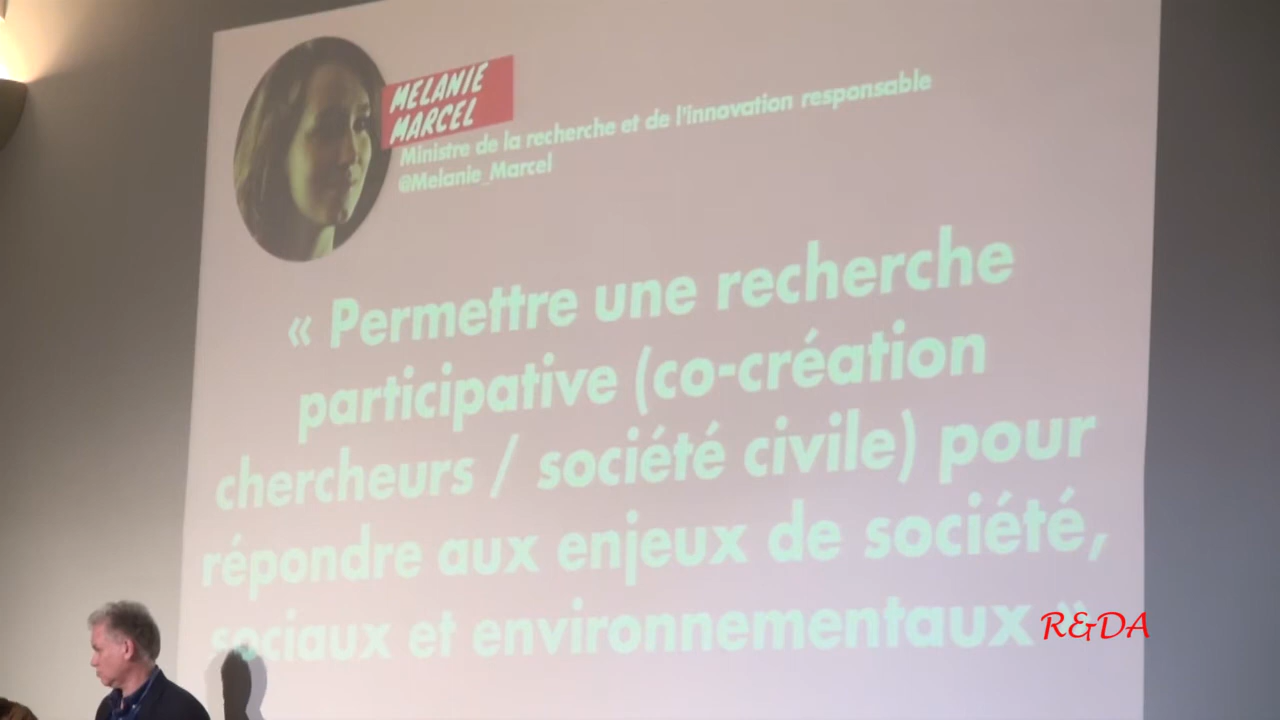 MELANIE
MARCEL
Ministre de la recherche et de l'innovation responsable
@Melanie_Marcel
« Permettre une recherche
participative (co-création
chercheurs / société civile) pour
répondre aux enjeux de société,
sociaux et environnementaux »
R&DA